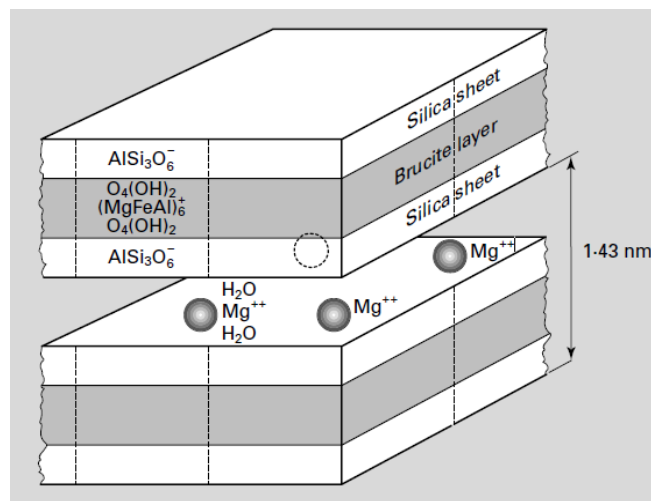 Silica sheet
Brucite layer
Silica sheet
AlSi₃O₆⁻
O₄(OH)₂
(MgFeAl)₆⁺
O₄(OH)₂
AlSi₃O₆⁻
Mg⁺⁺
1·43 nm
H₂O
Mg⁺⁺
H₂O
Mg⁺⁺